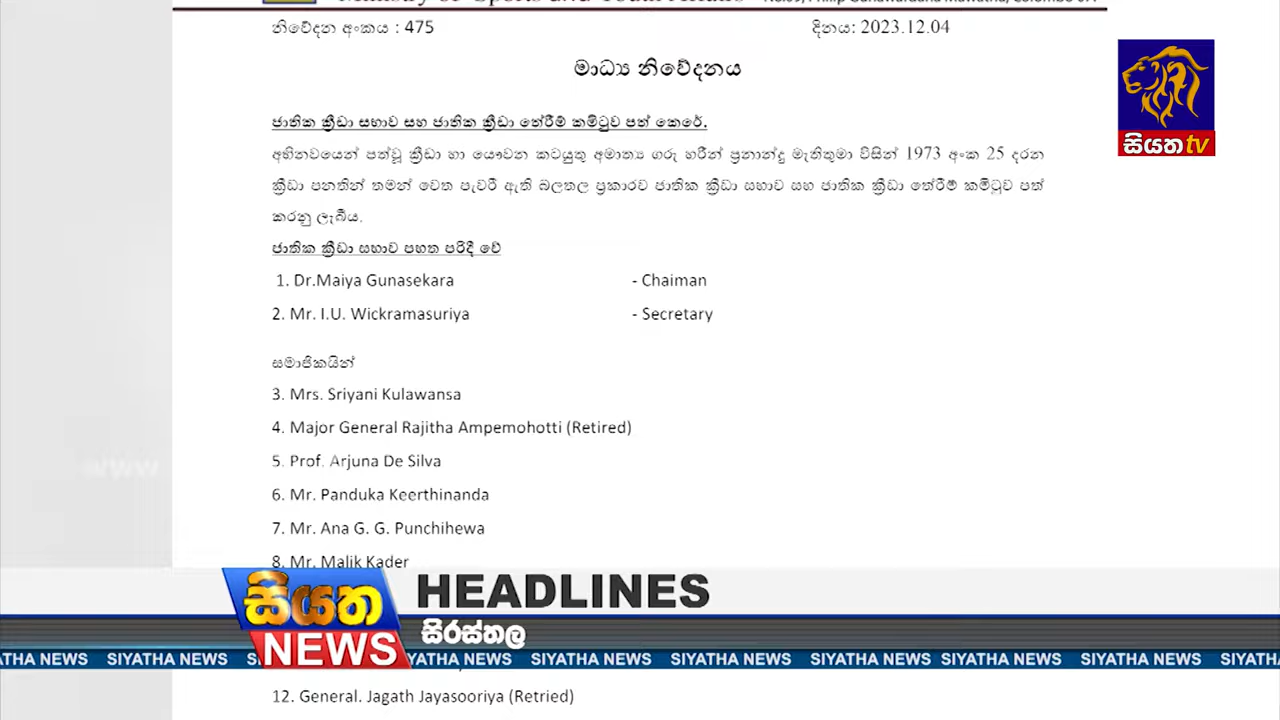 නිවේදන අංකය : 475
දිනය: 2023.12.04
මාධ්‍ය නිවේදනය
සියත tv
ජාතික ක්‍රීඩා සභාව සහ ජාතික ක්‍රීඩා තේරීම් කමිටුව පත් කෙරේ.
අභිනවයෙන් පත්වූ ක්‍රීඩා හා යෞවන කටයුතු අමාත්‍ය ගරු හරීන් ප්‍රනාන්දු මැතිතුමා විසින් 1973 අංක 25 දරන
ක්‍රීඩා පනතින් තමන් වෙත පැවරී ඇති බලතල ප්‍රකාරව ජාතික ක්‍රීඩා සභාව සහ ජාතික ක්‍රීඩා තේරීම් කමිටුව පත්
කරනු ලැබීය.
ජාතික ක්‍රීඩා සභාව පහත පරිදී වේ
1. Dr.Maiya Gunasekara - Chaiman
2. Mr. I.U. Wickramasuriya - Secretary
සමාජිකයින්
3. Mrs. Sriyani Kulawansa
4. Major General Rajitha Ampemohotti (Retired)
5. Prof. Arjuna De Silva
www
6. Mr. Panduka Keerthinanda
7. Mr. Ana G. G. Punchihewa
8. Mr. Malik Kader
සියත NEWS
HEADLINES
සිරස්තල
ATHA NEWS SIYATHA NEWS SIYATHA NEWS SIYATHA NEWS SIYATHA NEWS SIYATHA NEWS SIYATHA NEWS SIYATHA NEWS SIYAT
12. General. Jagath Jayasooriya (Retried)